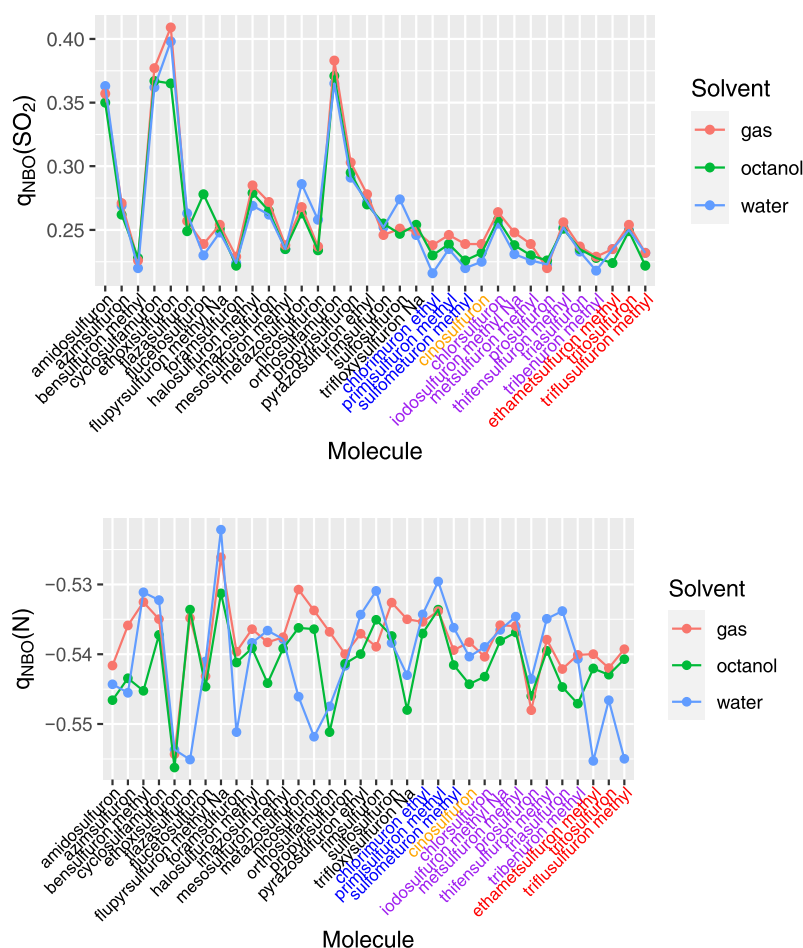 0.40
0.35
0.30
0.25
qNBO(SO2)
Solvent
gas
octanol
water
amidosulfuron
azimsulfuron
bensulfuron methyl
cyclosulfamuron
ethoxysulfuron
flazasulfuron
flucetosulfuron
flupyrsulfuron methyl Na
foramsulfuron
halosulfuron methyl
imazosulfuron
mesosulfuron methyl
metazosulfuron
nicosulfuron
orthosulfamuron
propyrisulfuron
pyrazosulfuron ethyl
rimsulfuron
sulfosulfuron
trifloxysulfuron Na
chlorimuron ethyl
primisulfuron methyl
sulfometuron methyl
cinosulfuron
chlorsulfuron
iodosulfuron methyl Na
metsulfuron methyl
prosulfuron
thifensulfuron methyl
triasulfuron
tribenuron methyl
ethametsulfuron methyl
tritosulfuron
triflusulfuron methyl
Molecule
−0.53
−0.54
−0.55
qNBO(N)
Solvent
gas
octanol
water
amidosulfuron
azimsulfuron
bensulfuron methyl
cyclosulfamuron
ethoxysulfuron
flazasulfuron
flucetosulfuron
flupyrsulfuron methyl Na
foramsulfuron
halosulfuron methyl
imazosulfuron
mesosulfuron methyl
metazosulfuron
nicosulfuron
orthosulfamuron
propyrisulfuron
pyrazosulfuron ethyl
rimsulfuron
sulfosulfuron
trifloxysulfuron Na
chlorimuron ethyl
primisulfuron methyl
sulfometuron methyl
cinosulfuron
chlorsulfuron
iodosulfuron methyl Na
metsulfuron methyl
prosulfuron
thifensulfuron methyl
triasulfuron
tribenuron methyl
ethametsulfuron methyl
tritosulfuron
triflusulfuron methyl
Molecule